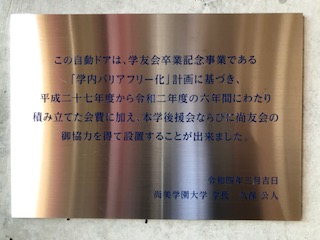 この自動ドアは、学友会卒業記念事業である
「学内バリアフリー化」計画に基づき、
平成二十七年度から令和二年度の六年間にわたり
積み立てた会費に加え、本学後援会ならびに尚友会の
御協力を得て設置することが出来ました。
令和四年三月吉日
尚美学園大学 学長 久保 公人